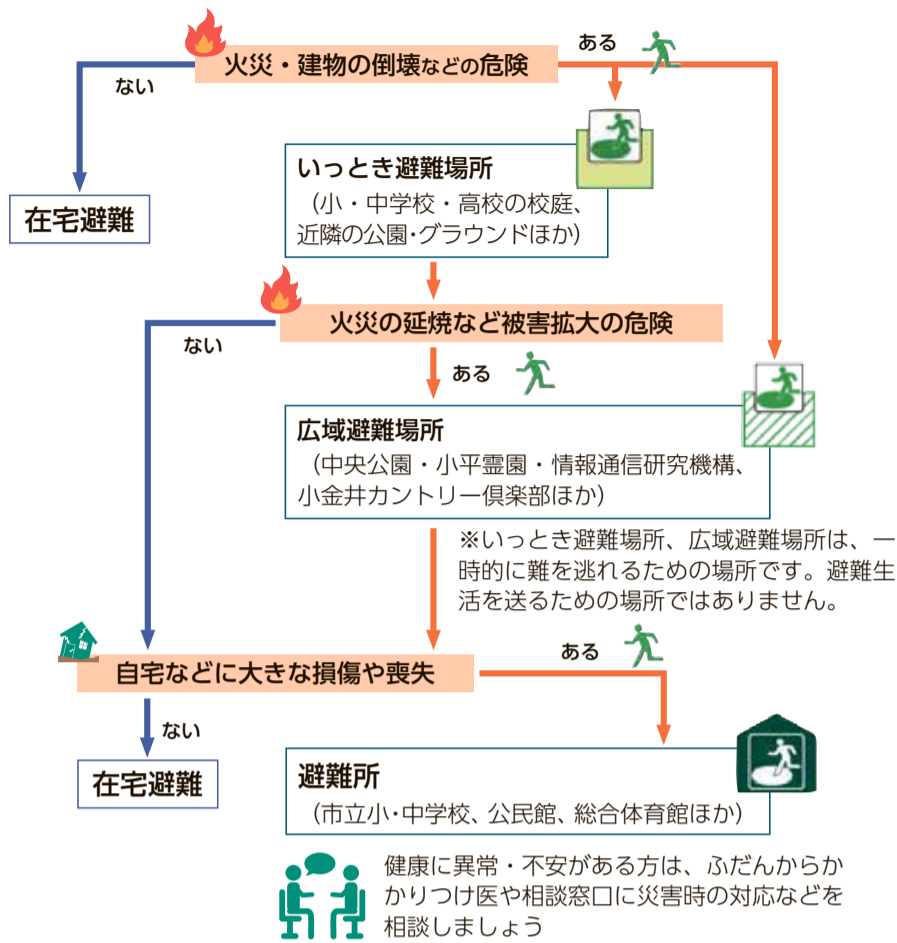 火災・建物の倒壊などの危険
ある
ない
在宅避難
いっとき避難場所
（小・中学校・高校の校庭、
近隣の公園・グラウンドほか）
火災の延焼など被害拡大の危険
ない
ある
広域避難場所
（中央公園・小平霊園・情報通信研究機構、
小金井カントリー倶楽部ほか）
※いっとき避難場所、広域避難場所は、一
時的に難を逃れるための場所です。避難生
活を送るための場所ではありません。
自宅などに大きな損傷や喪失
ある
ない
在宅避難
避難所
（市立小・中学校、公民館、総合体育館ほか）
健康に異常・不安がある方は、ふだんからか
かりつけ医や相談窓口に災害時の対応などを
相談しましょう